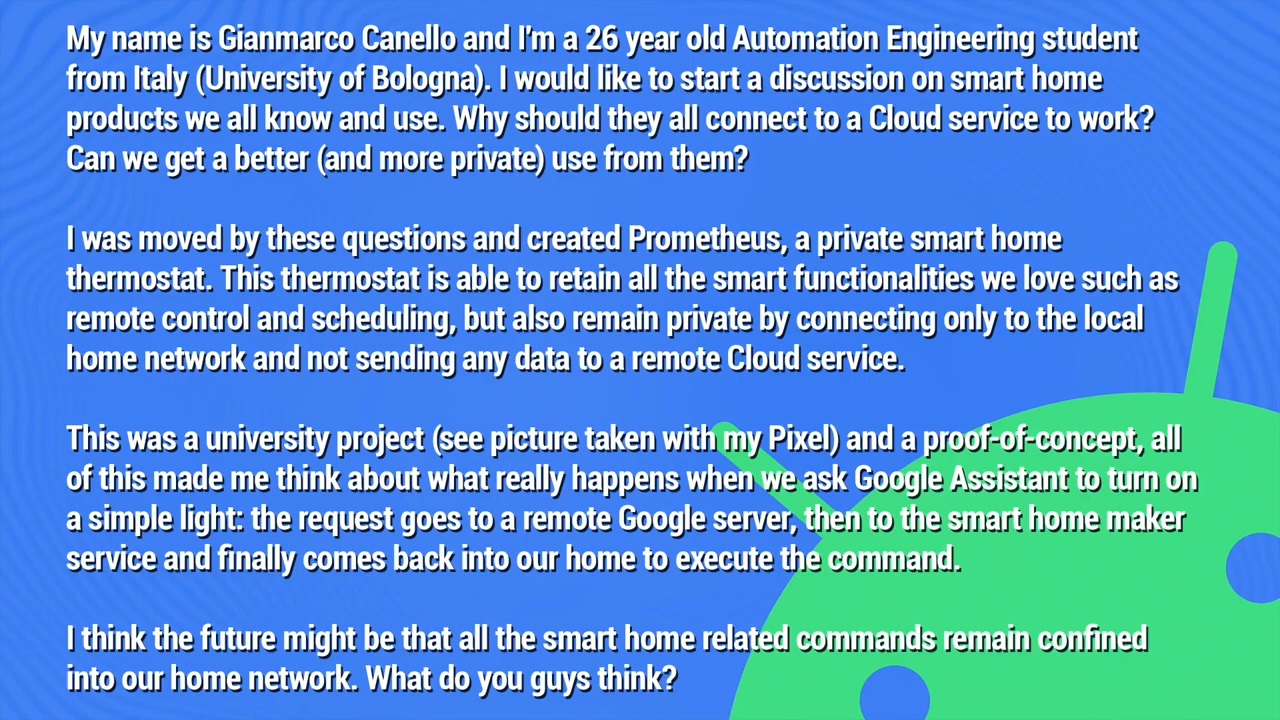 My name is Gianmarco Canello and I'm a 26 year old Automation Engineering student
from Italy (University of Bologna). I would like to start a discussion on smart home
products we all know and use. Why should they all connect to a Cloud service to work?
Can we get a better (and more private) use from them?
I was moved by these questions and created Prometheus, a private smart home
thermostat. This thermostat is able to retain all the smart functionalities we love such as
remote control and scheduling, but also remain private by connecting only to the local
home network and not sending any data to a remote Cloud service.
This was a university project (see picture taken with my Pixel) and a proof-of-concept, all
of this made me think about what really happens when we ask Google Assistant to turn on
a simple light: the request goes to a remote Google server, then to the smart home maker
service and finally comes back into our home to execute the command.
I think the future might be that all the smart home related commands remain confined
into our home network. What do you guys think?